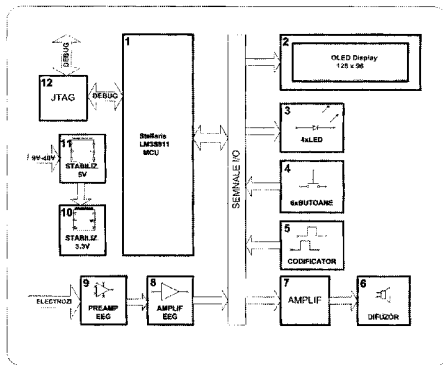 1
Stellaris
LM3S811
MCU
2
OLED Display
128 x 96
12
JTAG
DEBUG
DEBUG
3
4xLED
11
STABILIZ
5V
9V-48V
SEMNALE I/O
4
6xBUTOANE
10
STABILIZ
3.3V
5
CODIFICATOR
9
PREAMP
EEG
ELECTROZI
8
AMPLIF
EEG
7
AMPLIF
6
DIFUZOR